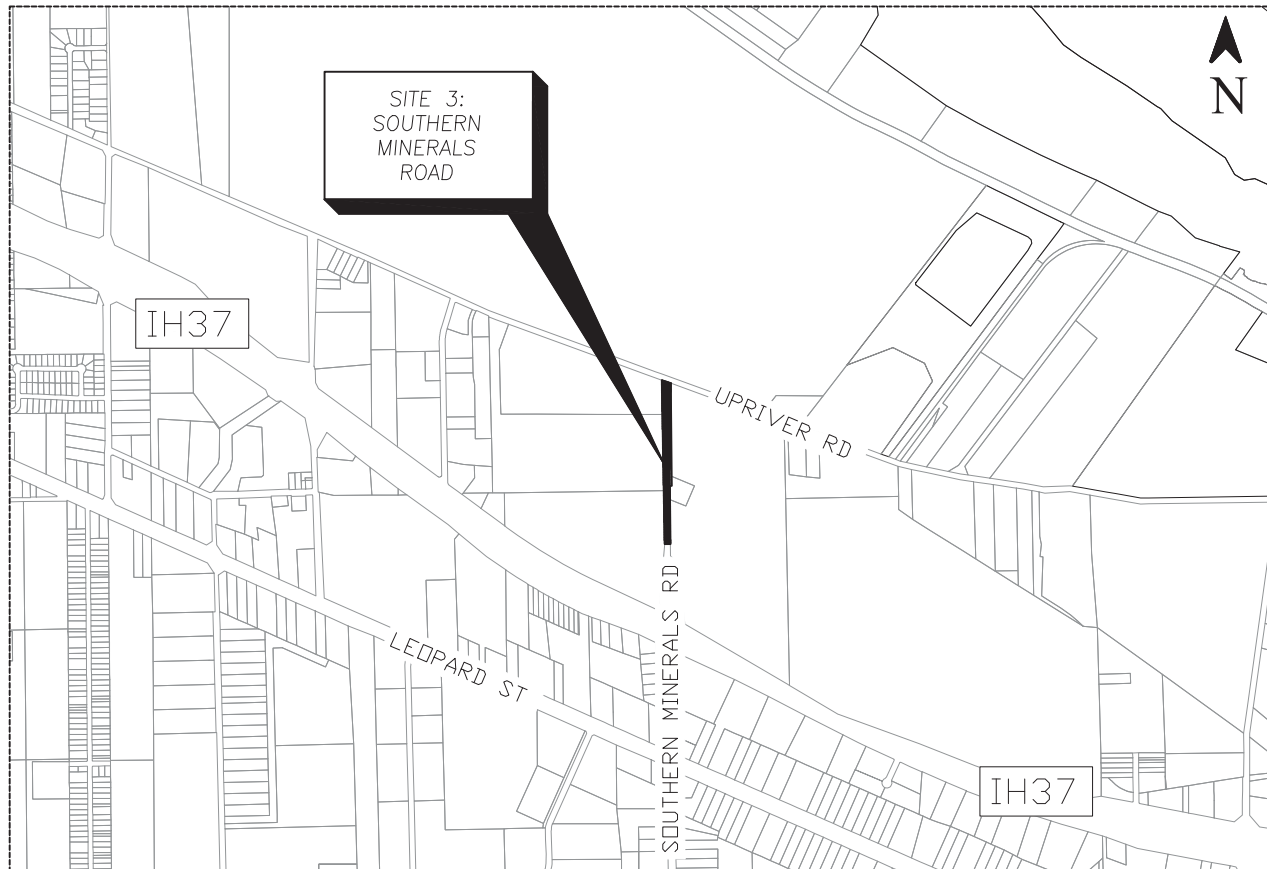 N
SITE 3:
SOUTHERN
MINERALS
ROAD
IH37
UPRIVER RD
LEOPARD ST
SOUTHERN MINERALS RD
IH37